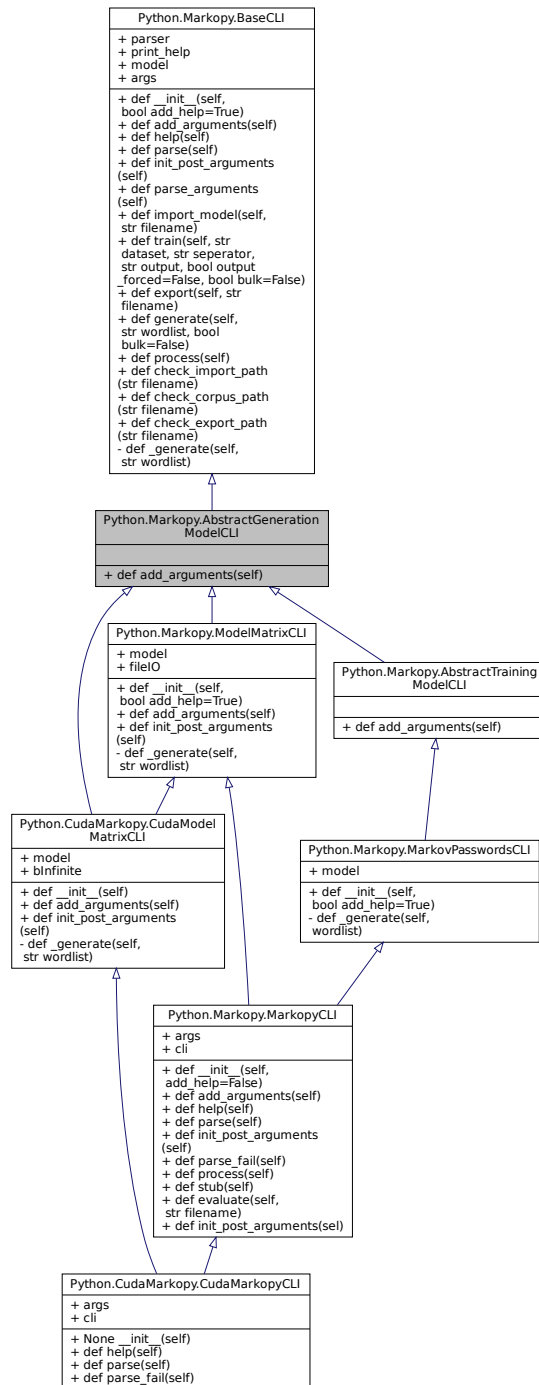 Python.Markopy.BaseCLI
+ parser
+ print_help
+ model
+ args
+ def __init__(self,
bool add_help=True)
+ def add_arguments(self)
+ def help(self)
+ def parse(self)
+ def init_post_arguments
(self)
+ def parse_arguments
(self)
+ def import_model(self,
str filename)
+ def train(self, str
dataset, str seperator,
str output, bool output
_forced=False, bool bulk=False)
+ def export(self, str
filename)
+ def generate(self,
str wordlist, bool
bulk=False)
+ def process(self)
+ def check_import_path
(str filename)
+ def check_corpus_path
(str filename)
+ def check_export_path
(str filename)
- def _generate(self,
str wordlist)
Python.Markopy.AbstractGeneration
ModelCLI
+ def add_arguments(self)
Python.Markopy.ModelMatrixCLI
+ model
+ fileIO
+ def __init__(self,
bool add_help=True)
+ def add_arguments(self)
+ def init_post_arguments
(self)
- def _generate(self,
str wordlist)
Python.Markopy.AbstractTraining
ModelCLI
+ def add_arguments(self)
Python.CudaMarkopy.CudaModel
MatrixCLI
+ model
+ bInfinite
+ def __init__(self)
+ def add_arguments(self)
+ def init_post_arguments
(self)
- def _generate(self,
str wordlist)
Python.Markopy.MarkovPasswordsCLI
+ model
+ def __init__(self,
bool add_help=True)
- def _generate(self,
wordlist)
Python.Markopy.MarkopyCLI
+ args
+ cli
+ def __init__(self,
add_help=False)
+ def add_arguments(self)
+ def help(self)
+ def parse(self)
+ def init_post_arguments
(self)
+ def parse_fail(self)
+ def process(self)
+ def stub(self)
+ def evaluate(self,
str filename)
+ def init_post_arguments(sel)
Python.CudaMarkopy.CudaMarkopyCLI
+ args
+ cli
+ None __init__(self)
+ def help(self)
+ def parse(self)
+ def parse_fail(self)